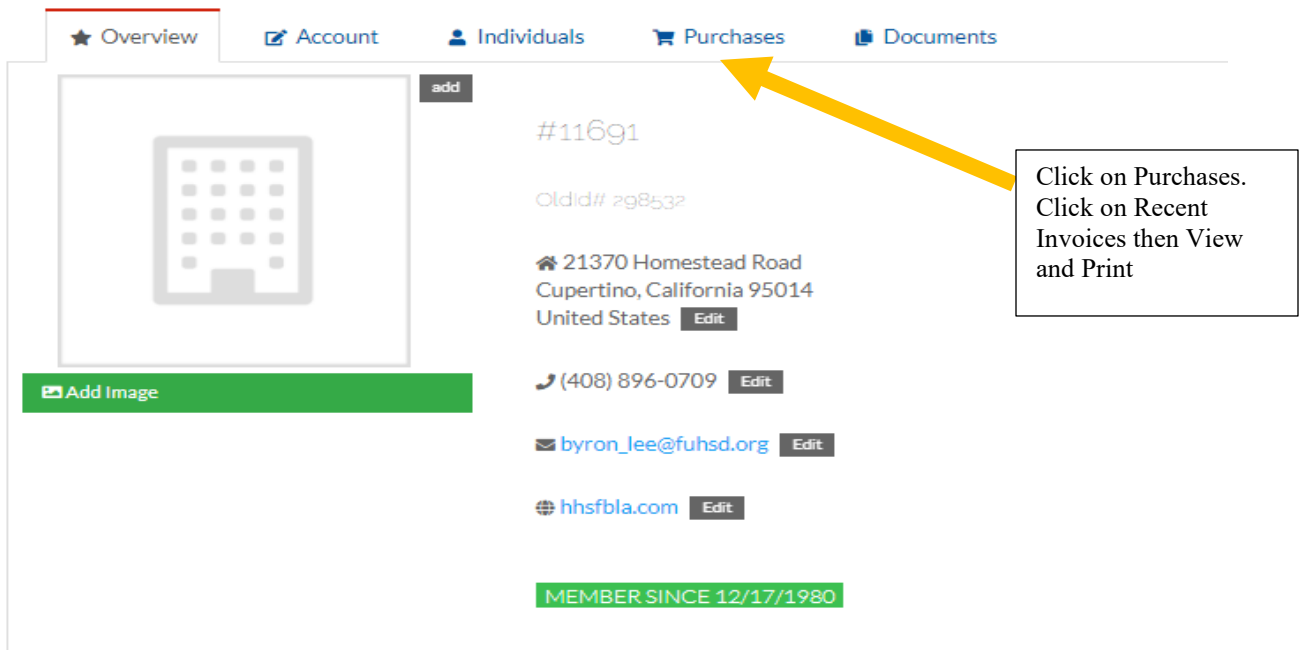 Overview Account Individuals Purchases Documents
add
#11691
OldId# 298532
21370 Homestead Road
Cupertino, California 95014
United States Edit
(408) 896-0709 Edit
byron_lee@fuhsd.org Edit
hhsfbla.com Edit
MEMBER SINCE 12/17/1980
Add Image
Click on Purchases.
Click on Recent
Invoices then View
and Print